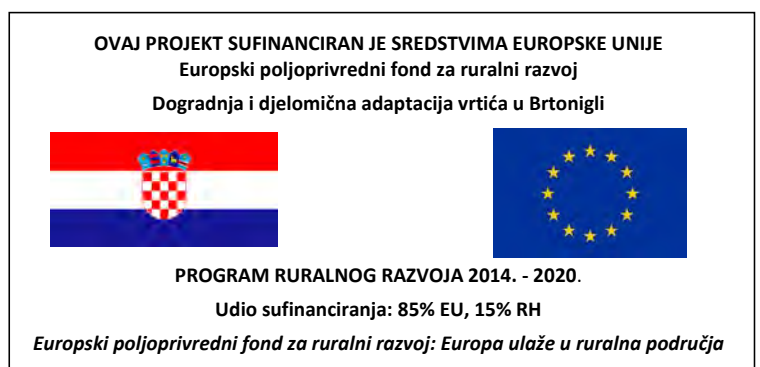 OVAJ PROJEKT SUFINANCIRAN JE SREDSTVIMA EUROPSKE UNIJE
Europski poljoprivredni fond za ruralni razvoj
Dogradnja i djelomična adaptacija vrtića u Brtonigli
PROGRAM RURALNOG RAZVOJA 2014. - 2020.
Udio sufinanciranja: 85% EU, 15% RH
Europski poljoprivredni fond za ruralni razvoj: Europa ulaže u ruralna područja